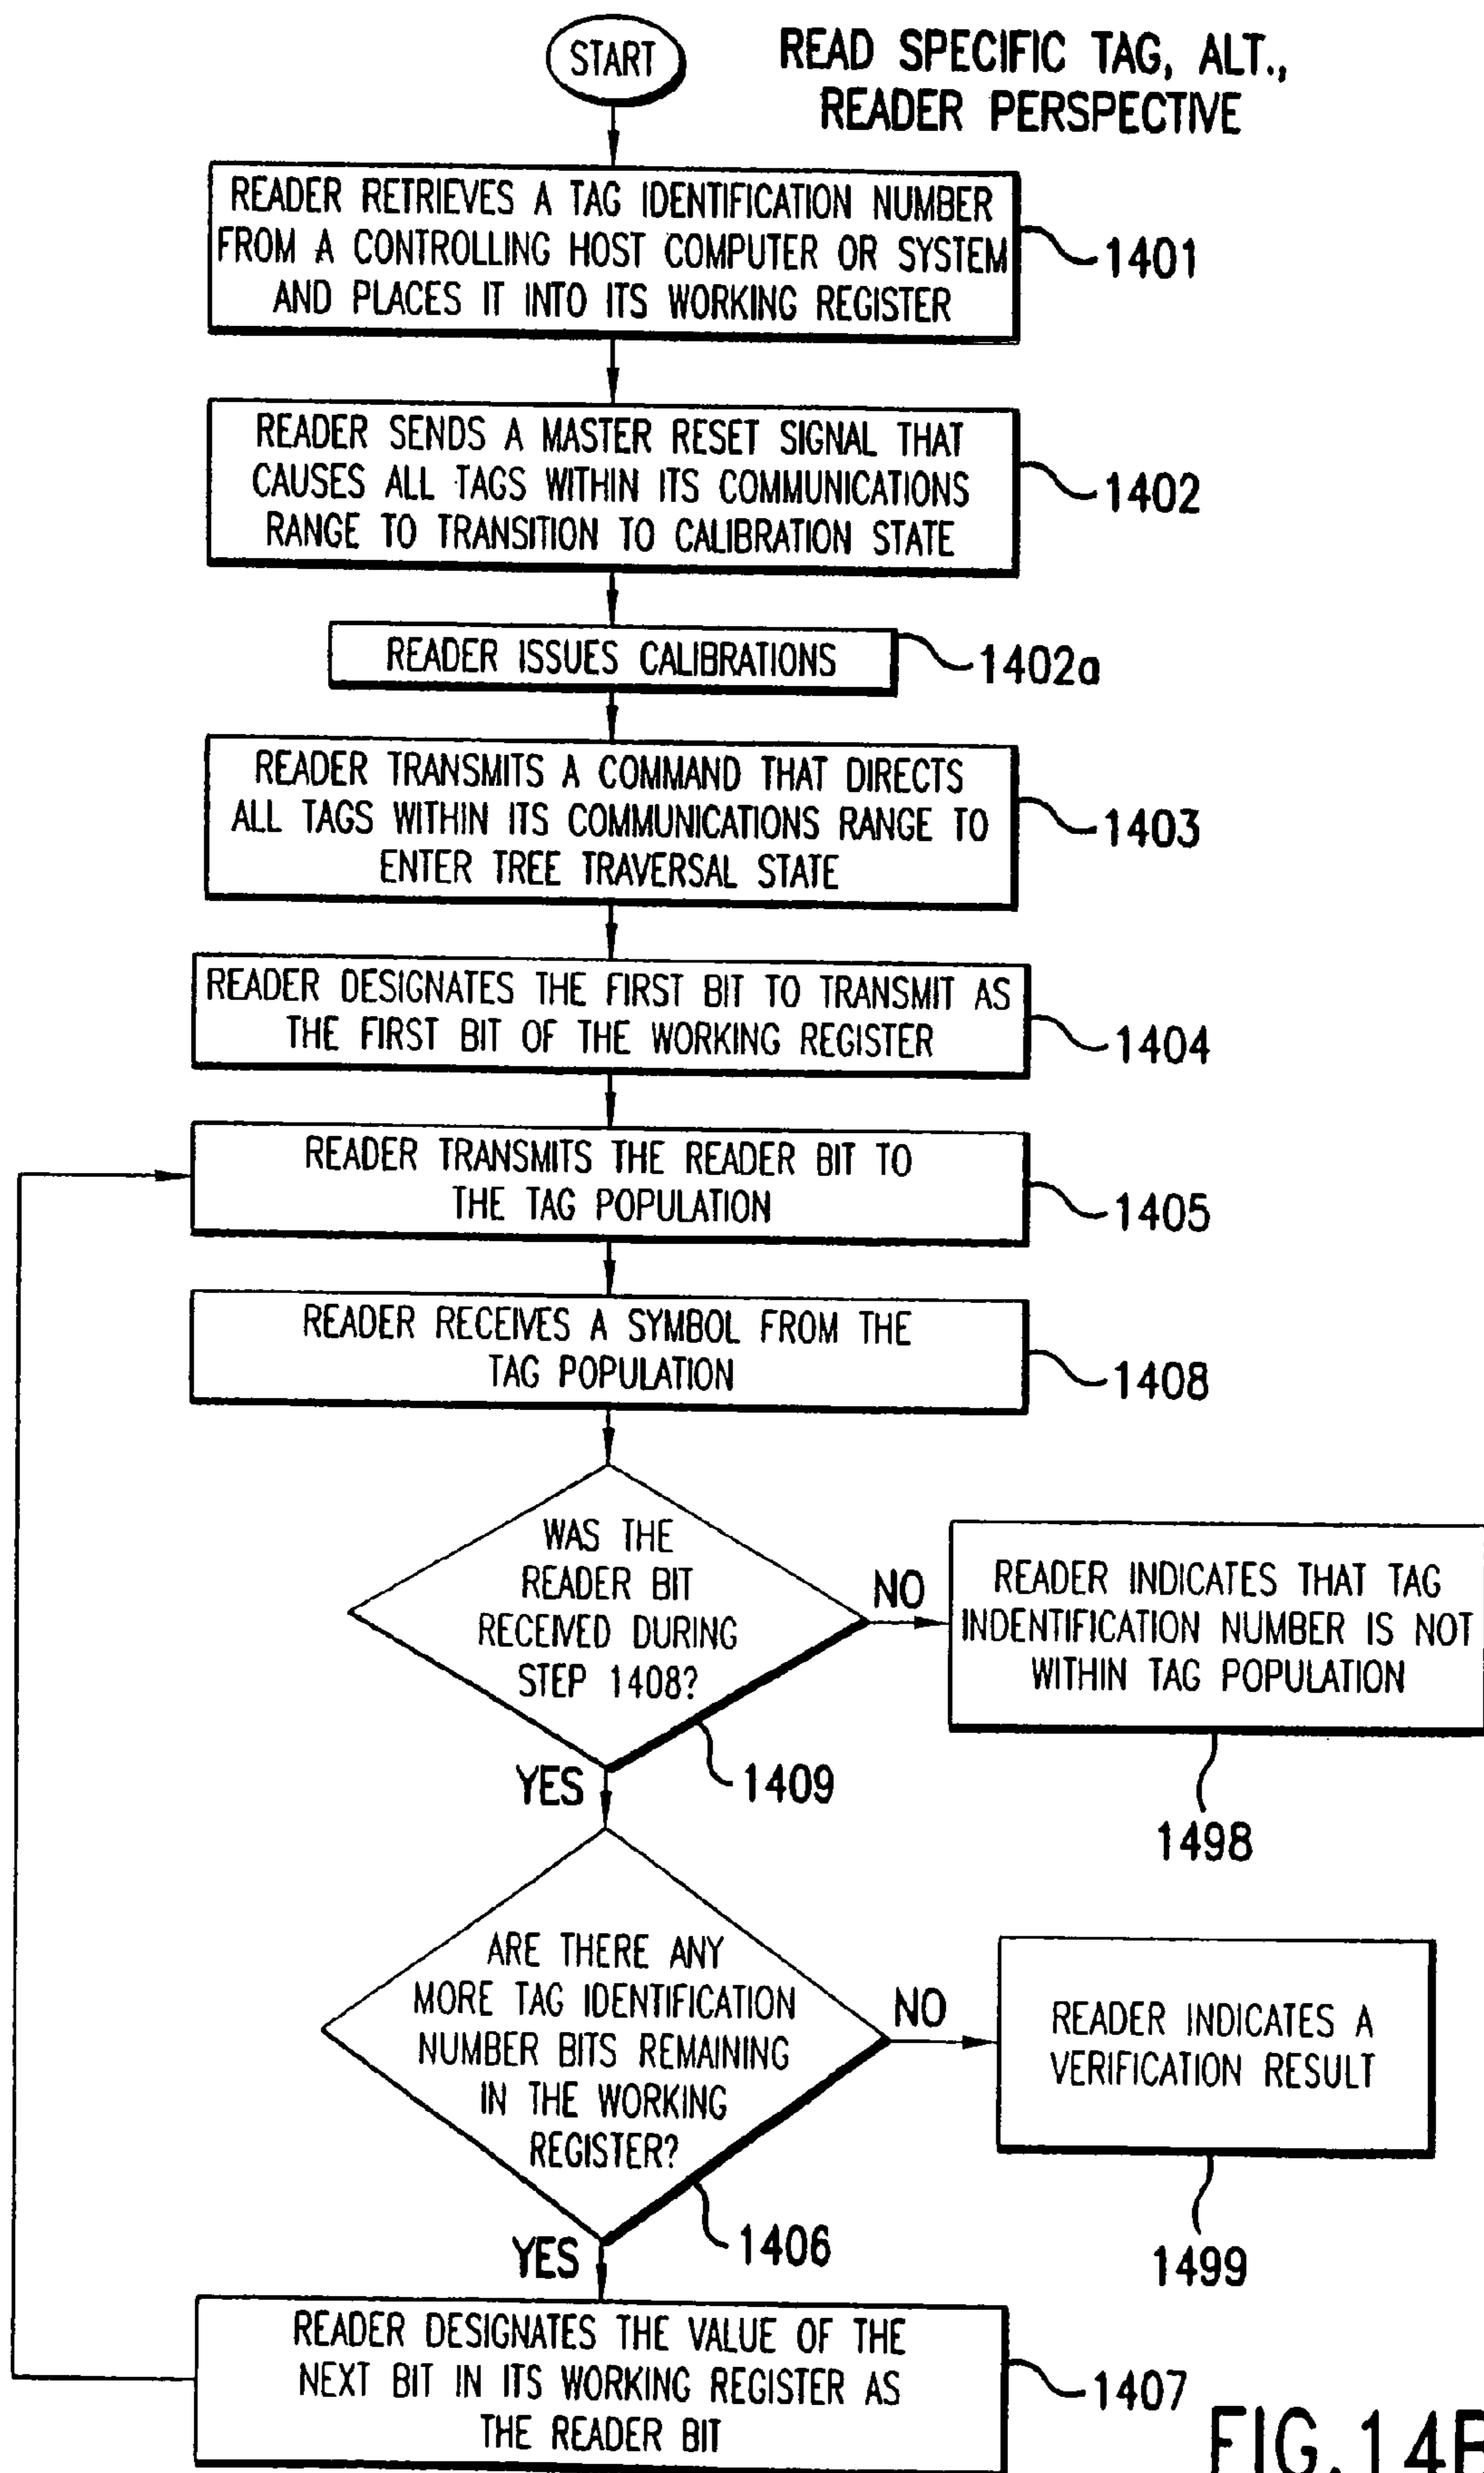 START
READ SPECIFIC TAG, ALT.,
READER PERSPECTIVE
READER RETRIEVES A TAG IDENTIFICATION NUMBER
FROM A CONTROLLING HOST COMPUTER OR SYSTEM
AND PLACES IT INTO ITS WORKING REGISTER
1401
READER SENDS A MASTER RESET SIGNAL THAT
CAUSES ALL TAGS WITHIN ITS COMMUNICATIONS
RANGE TO TRANSITION TO CALIBRATION STATE
1402
READER ISSUES CALIBRATIONS
1402a
READER TRANSMITS A COMMAND THAT DIRECTS
ALL TAGS WITHIN ITS COMMUNICATIONS RANGE TO
ENTER TREE TRAVERSAL STATE
1403
READER DESIGNATES THE FIRST BIT TO TRANSMIT AS
THE FIRST BIT OF THE WORKING REGISTER
1404
READER TRANSMITS THE READER BIT TO
THE TAG POPULATION
1405
READER RECEIVES A SYMBOL FROM THE
TAG POPULATION
1408
WAS THE
READER BIT
RECEIVED DURING
STEP 1408?
1409
NO
READER INDICATES THAT TAG
INDENTIFICATION NUMBER IS NOT
WITHIN TAG POPULATION
1498
YES
ARE THERE ANY
MORE TAG IDENTIFICATION
NUMBER BITS REMAINING
IN THE WORKING
REGISTER?
1406
NO
READER INDICATES A
VERIFICATION RESULT
1499
YES
READER DESIGNATES THE VALUE OF THE
NEXT BIT IN ITS WORKING REGISTER AS
THE READER BIT
1407
FIG.14B